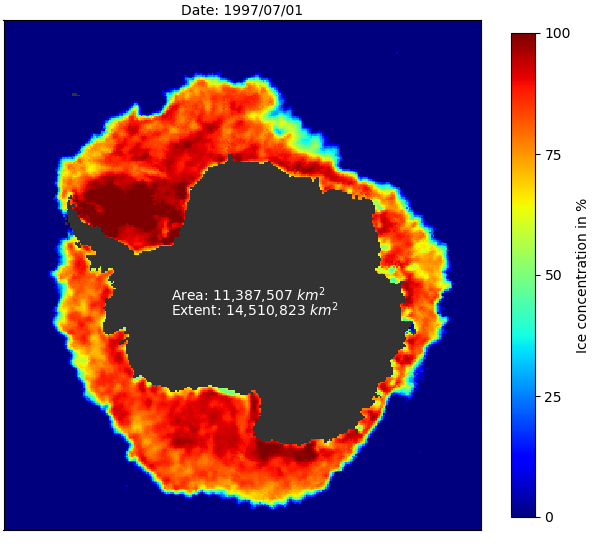 Date: 1997/07/01
100
75
50
25
0
Ice concentration in %
Area: 11,387,507 km²
Extent: 14,510,823 km²